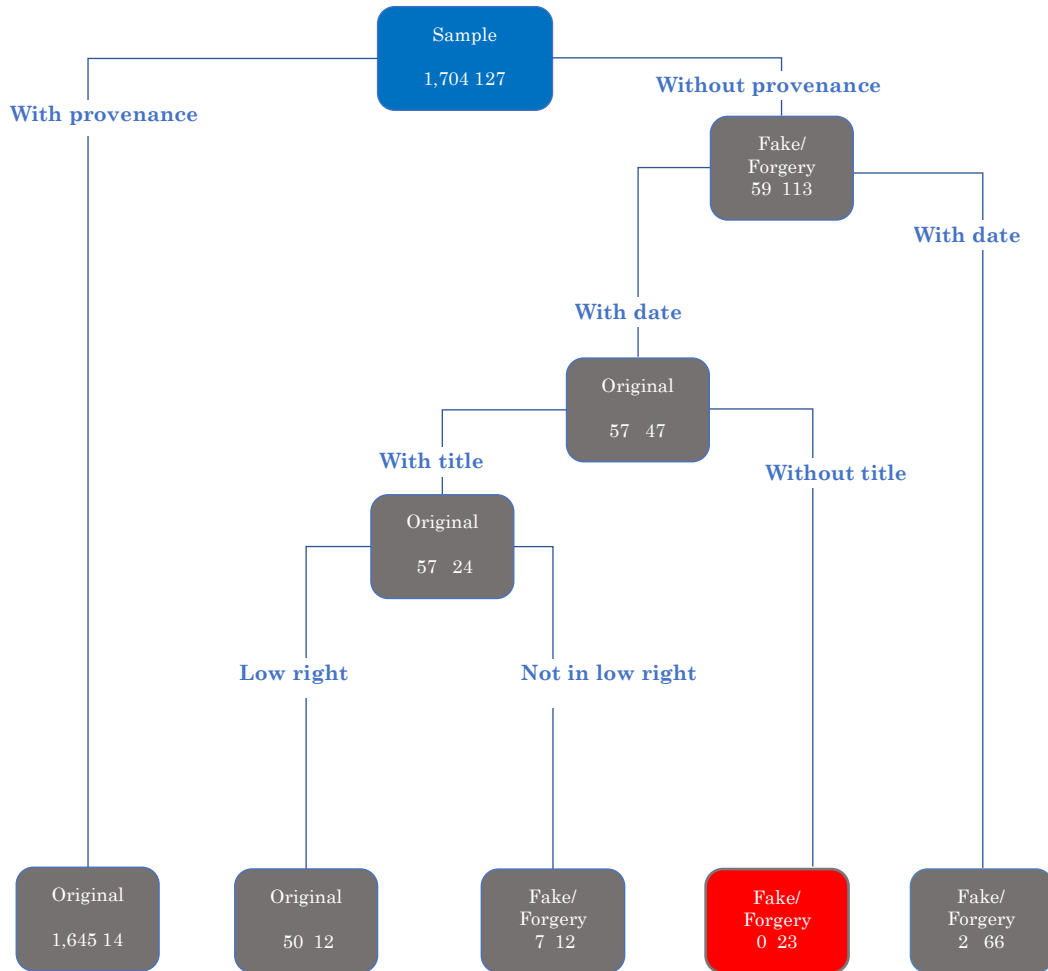 Sample
1,704 127
With provenance
Without provenance
Fake/
Forgery
59 113
With date
With date
Original
57 47
With title
Without title
Original
57 24
Low right
Not in low right
Original
1,645 14
Original
50 12
Fake/
Forgery
7 12
Fake/
Forgery
0 23
Fake/
Forgery
2 66